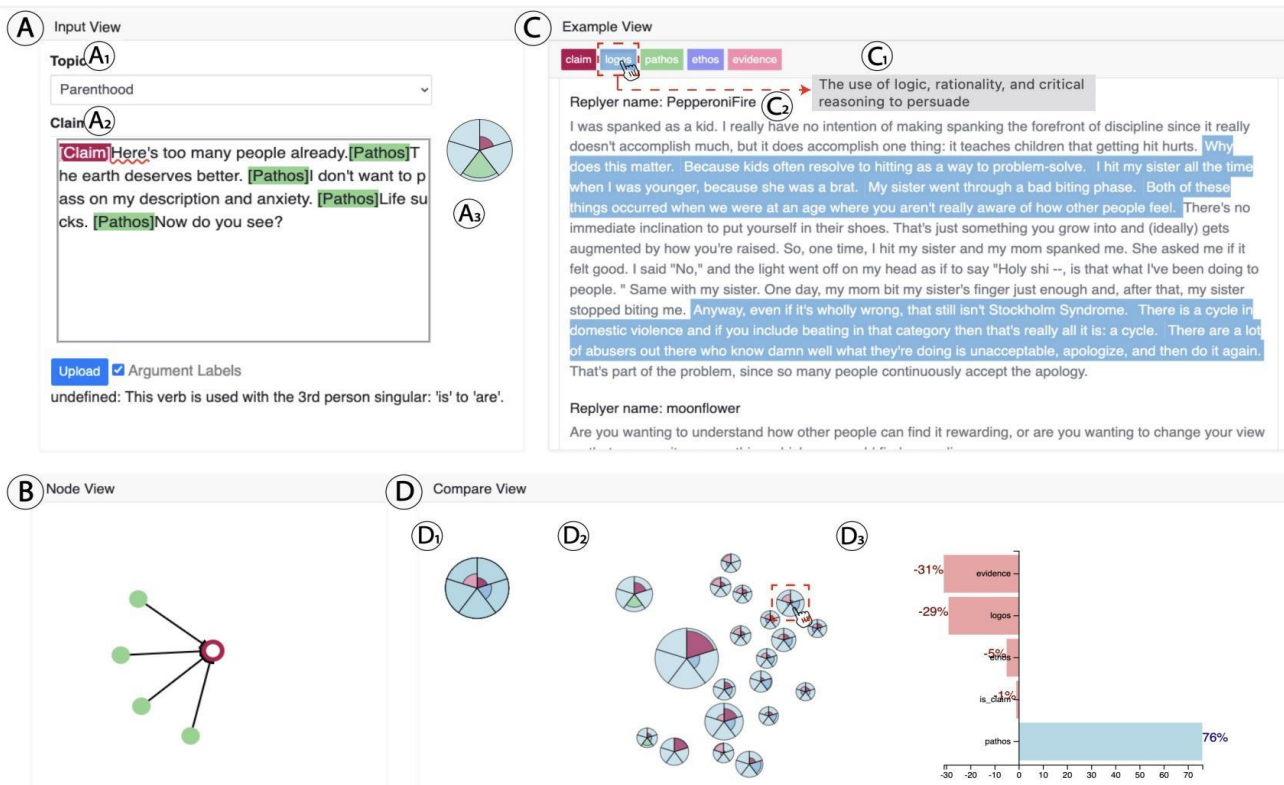 A Input View
Topic A1
Parenthood
Claim A2
[Claim]Here's too many people already.[Pathos]T
he earth deserves better. [Pathos]I don't want to p
ass on my description and anxiety. [Pathos]Life su
cks. [Pathos]Now do you see?
A3
Upload Argument Labels
undefined: This verb is used with the 3rd person singular: 'is' to 'are'.
C Example View
claim logos pathos ethos evidence
C1
The use of logic, rationality, and critical
reasoning to persuade
C2
Replyer name: PepperoniFire
I was spanked as a kid. I really have no intention of making spanking the forefront of discipline since it really
doesn't accomplish much, but it does accomplish one thing: it teaches children that getting hit hurts. Why
does this matter. Because kids often resolve to hitting as a way to problem-solve. I hit my sister all the time
when I was younger, because she was a brat. My sister went through a bad biting phase. Both of these
things occurred when we were at an age where you aren't really aware of how other people feel. There's no
immediate inclination to put yourself in their shoes. That's just something you grow into and (ideally) gets
augmented by how you're raised. So, one time, I hit my sister and my mom spanked me. She asked me if it
felt good. I said "No," and the light went off on my head as if to say "Holy shi --, is that what I've been doing to
people. " Same with my sister. One day, my mom bit my sister's finger just enough and, after that, my sister
stopped biting me. Anyway, even if it's wholly wrong, that still isn't Stockholm Syndrome. There is a cycle in
domestic violence and if you include beating in that category then that's really all it is: a cycle. There are a lot
of abusers out there who know damn well what they're doing is unacceptable, apologize, and then do it again.
That's part of the problem, since so many people continuously accept the apology.
Replyer name: moonflower
Are you wanting to understand how other people can find it rewarding, or are you wanting to change your view
B Node View
D Compare View
D1
D2
D3
-31% evidence
-29% logos
-5% ethos
-1% is_claim
pathos 76%
-30 -20 -10 0 10 20 30 40 50 60 70